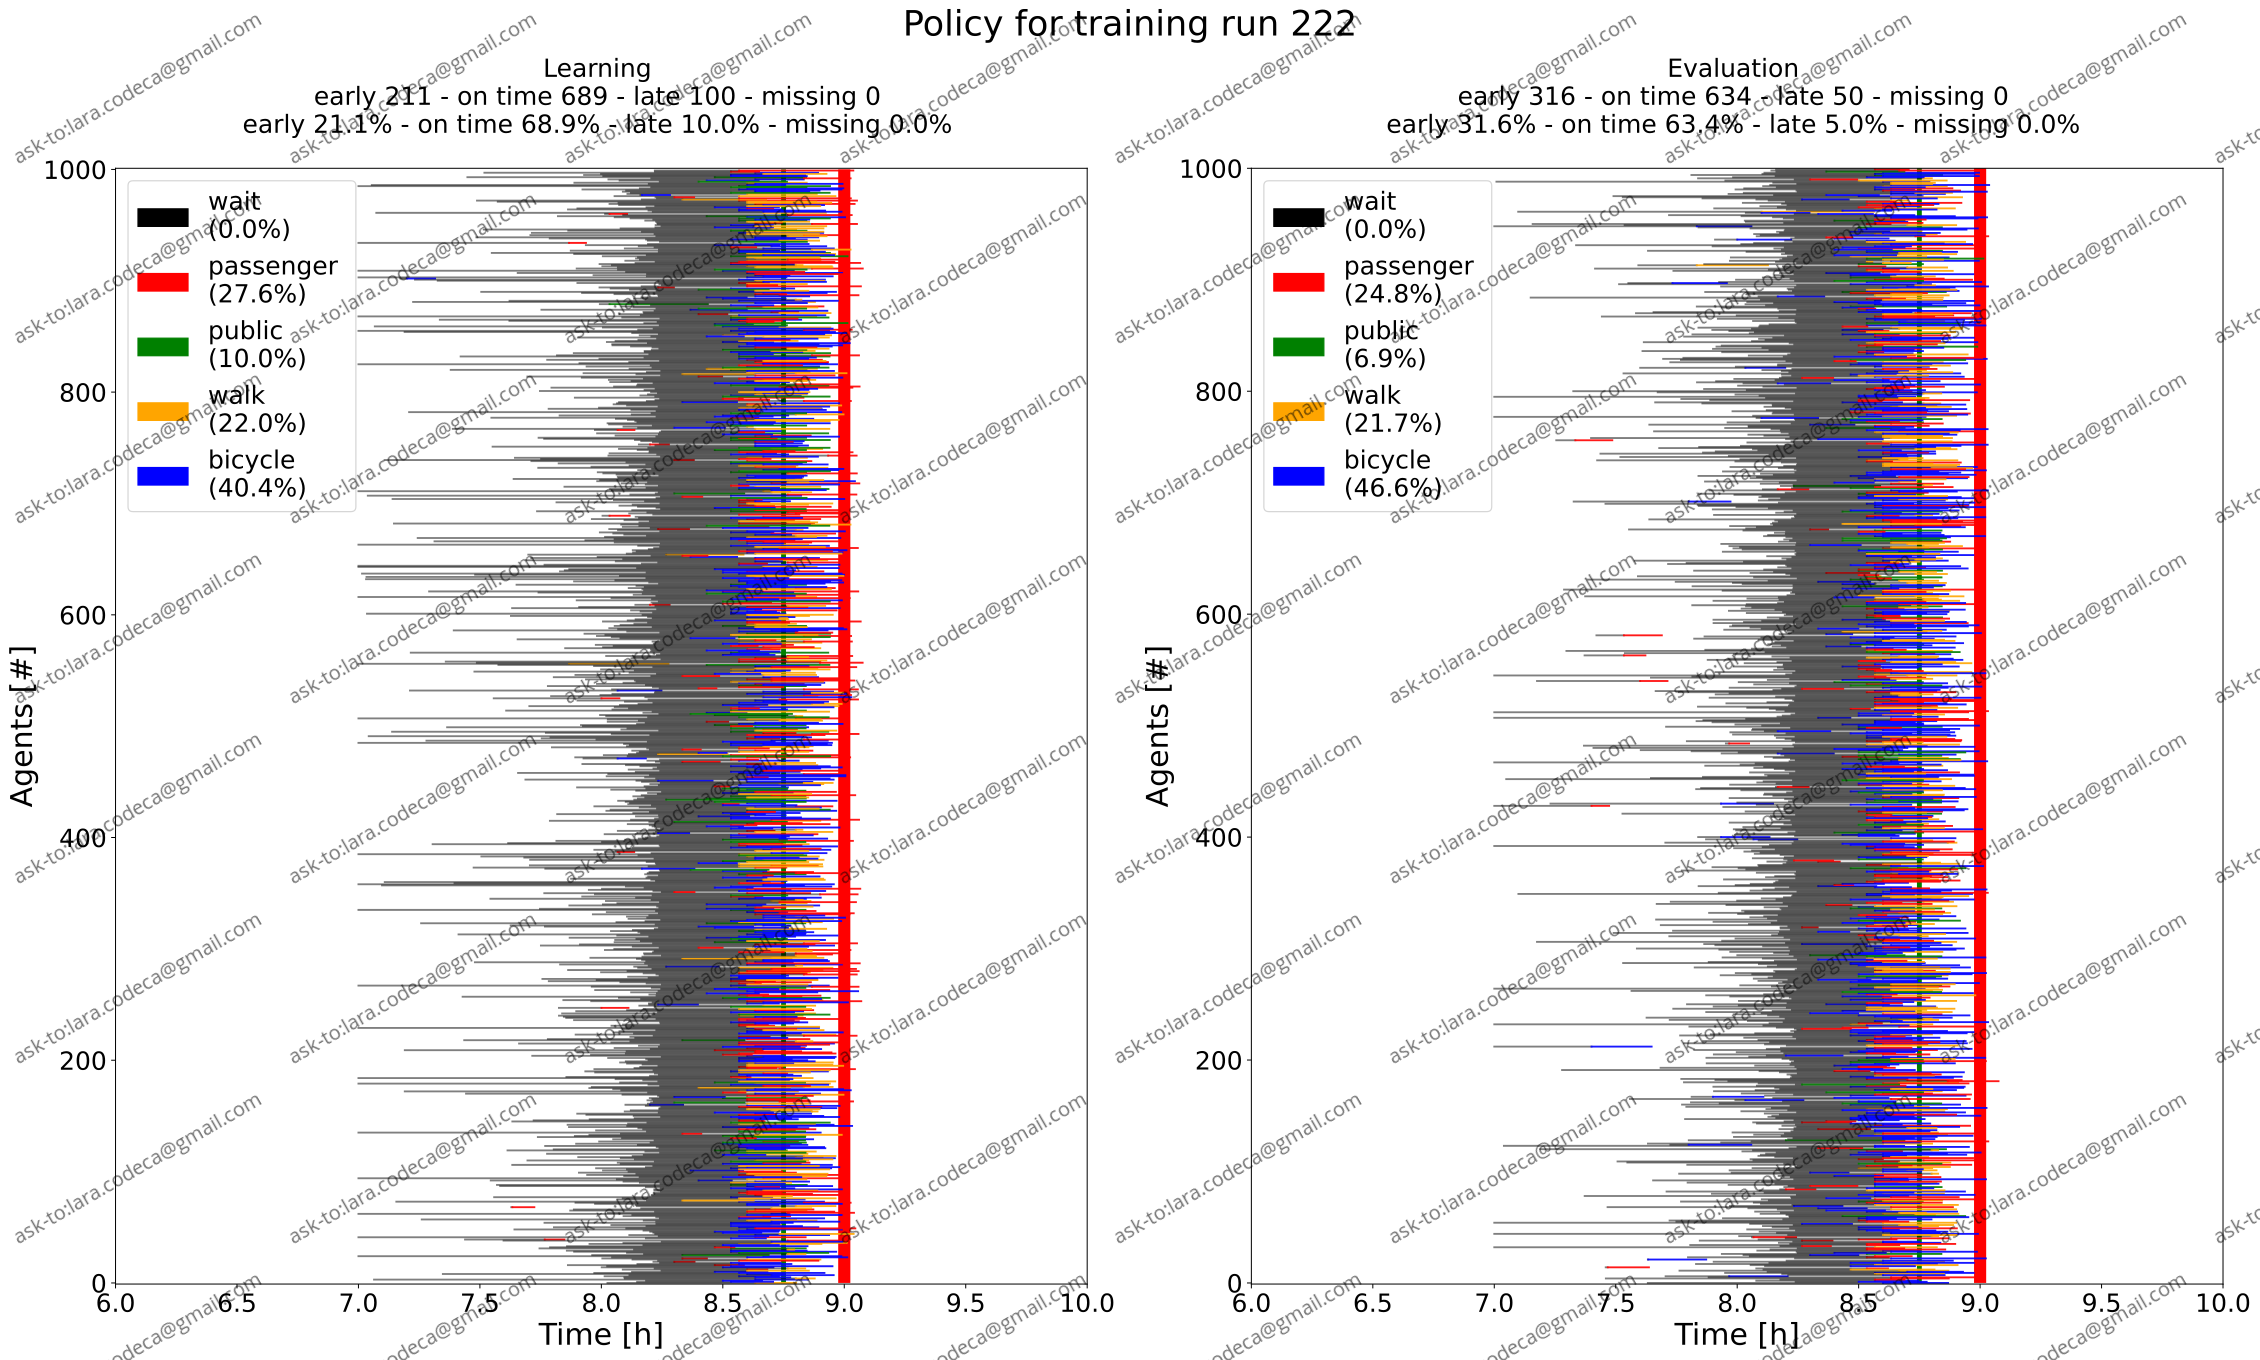 Policy for training run 222
Learning
early 211 - on time 689 - late 100 - missing 0
early 21.1% - on time 68.9% - late 10.0% - missing 0.0%
1000
800
600
400
200
0
Agents [#]
wait
(0.0%)
passenger
(27.6%)
public
(10.0%)
walk
(22.0%)
bicycle
(40.4%)
6.0 6.5 7.0 7.5 8.0 8.5 9.0 9.5 10.0
Time [h]
Evaluation
early 316 - on time 634 - late 50 - missing 0
early 31.6% - on time 63.4% - late 5.0% - missing 0.0%
1000
800
600
400
200
0
Agents [#]
wait
(0.0%)
passenger
(24.8%)
public
(6.9%)
walk
(21.7%)
bicycle
(46.6%)
6.0 6.5 7.0 7.5 8.0 8.5 9.0 9.5 10.0
Time [h]
ask-to:lara.codeca@gmail.com